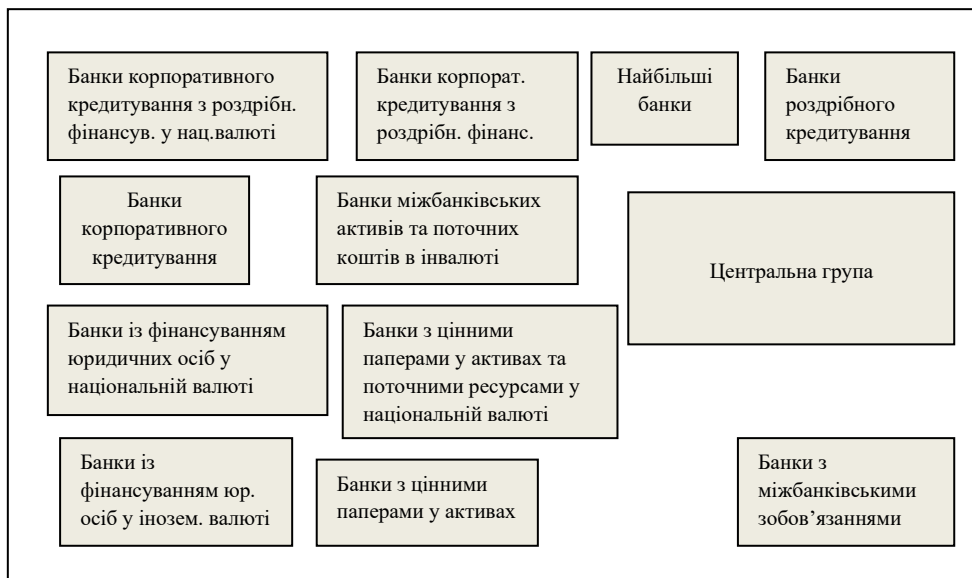 Банки корпоративного
кредитування з роздрібн.
фінансув. у нац.валюті
Банки корпорат.
кредитування з
роздрібн. фінанс.
Найбільші
банки
Банки
роздрібного
кредитування
Банки
корпоративного
кредитування
Банки міжбанківських
активів та поточних
коштів в інвалюті
Центральна група
Банки із фінансуванням
юридичних осіб у
національній валюті
Банки з цінними
паперами у активах та
поточними ресурсами у
національній валюті
Банки із
фінансуванням юр.
осіб у інозем. валюті
Банки з цінними
паперами у активах
Банки з
міжбанківськими
зобов’язаннями